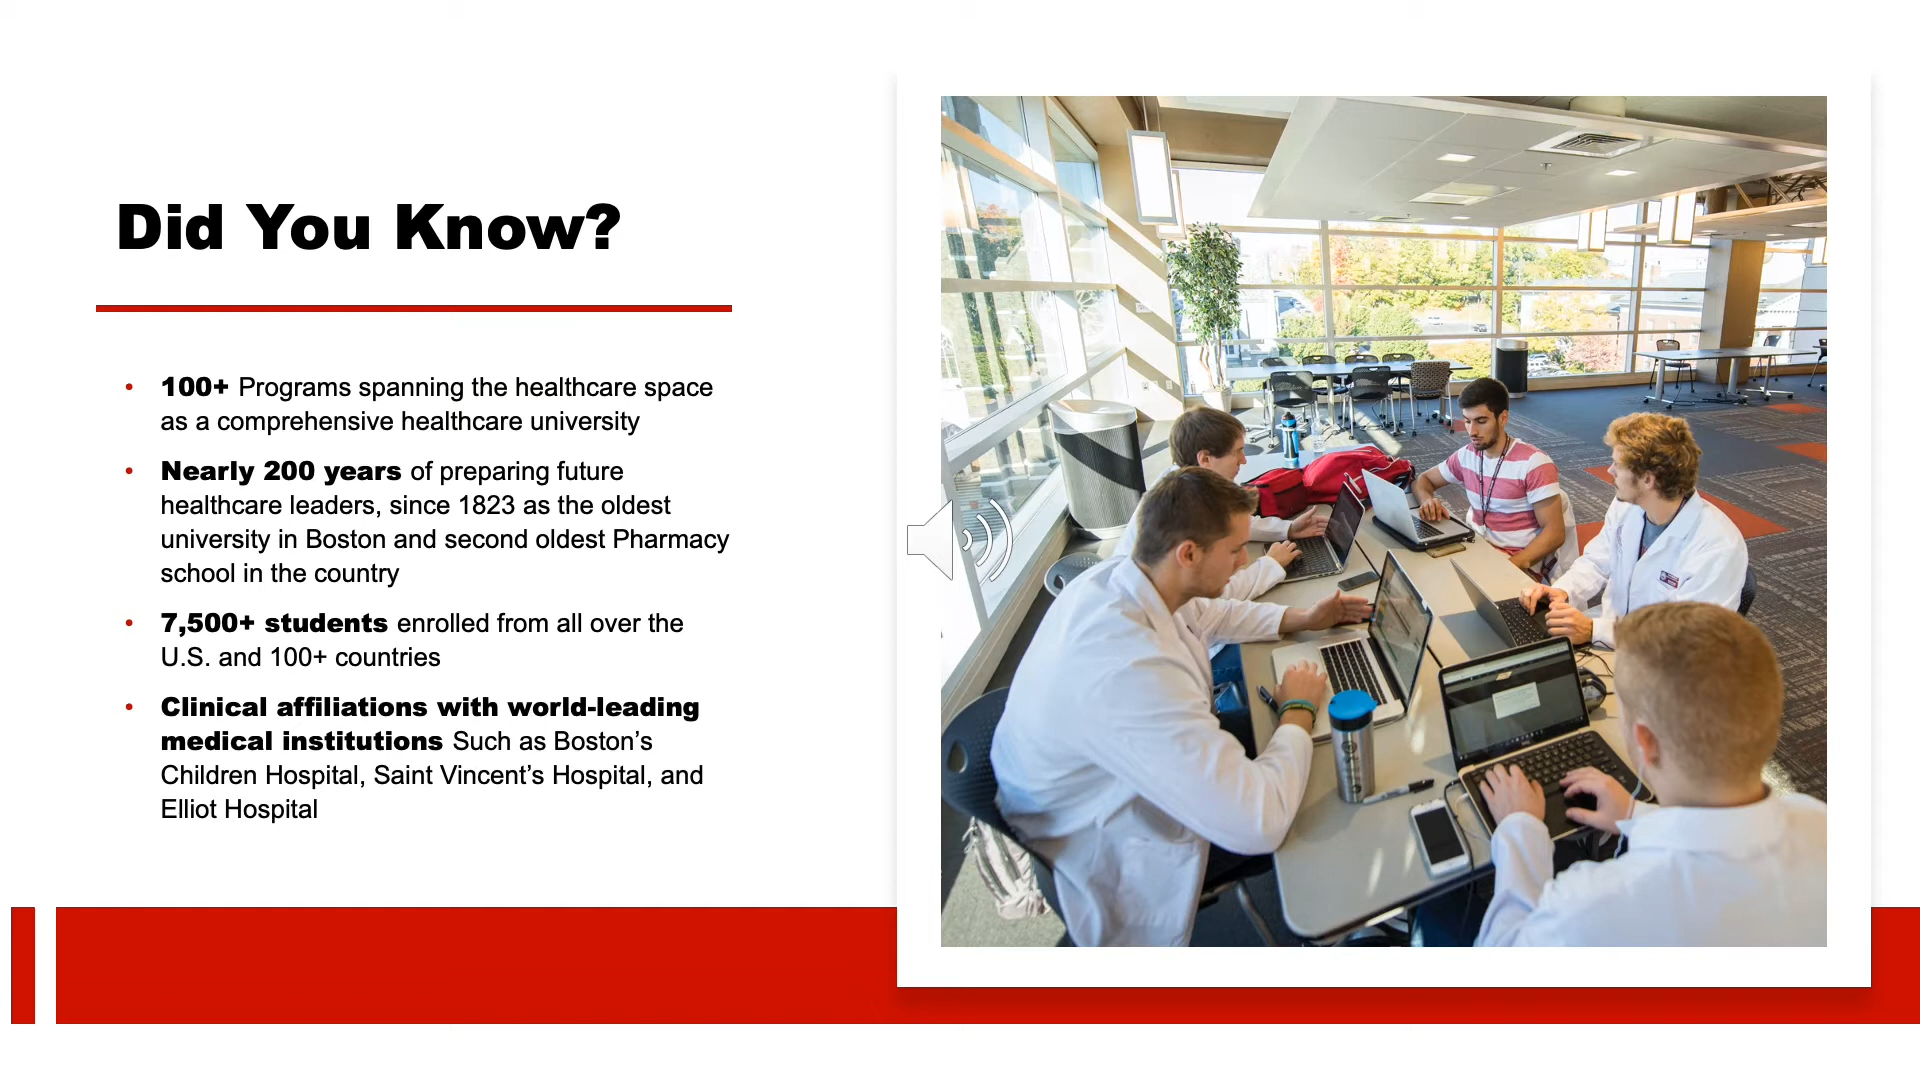 Did You Know?
• 100+ Programs spanning the healthcare space
as a comprehensive healthcare university
• Nearly 200 years of preparing future
healthcare leaders, since 1823 as the oldest
university in Boston and second oldest Pharmacy
school in the country
• 7,500+ students enrolled from all over the
U.S. and 100+ countries
• Clinical affiliations with world-leading
medical institutions Such as Boston’s
Children Hospital, Saint Vincent’s Hospital, and
Elliot Hospital